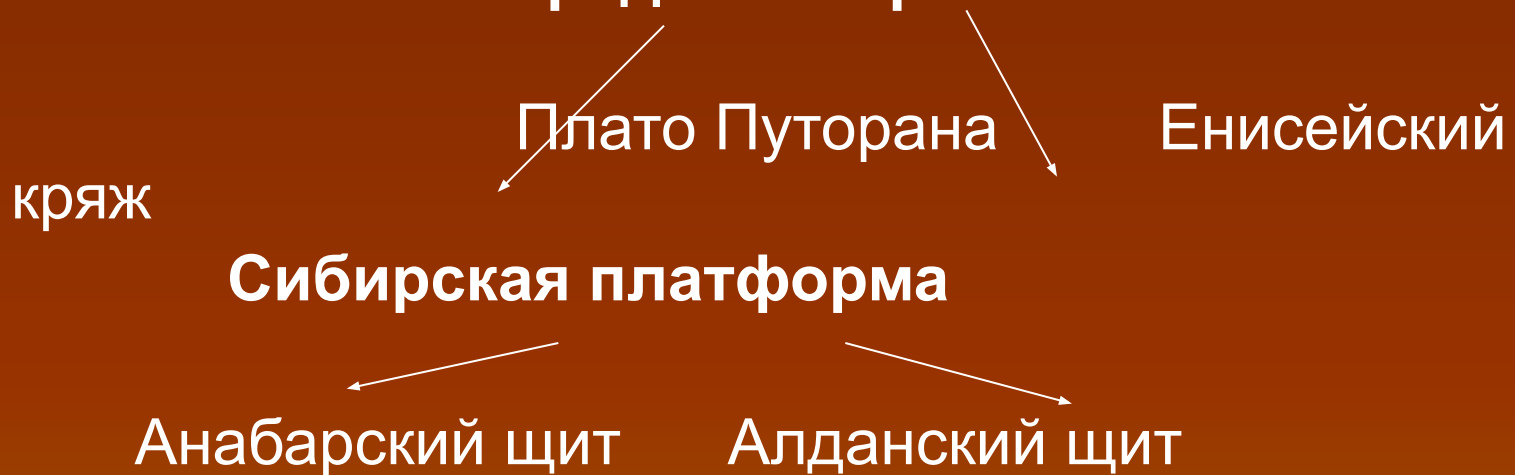 Плато Путорана Енисейский
кряж
Сибирская платформа
Анабарский щит Алданский щит